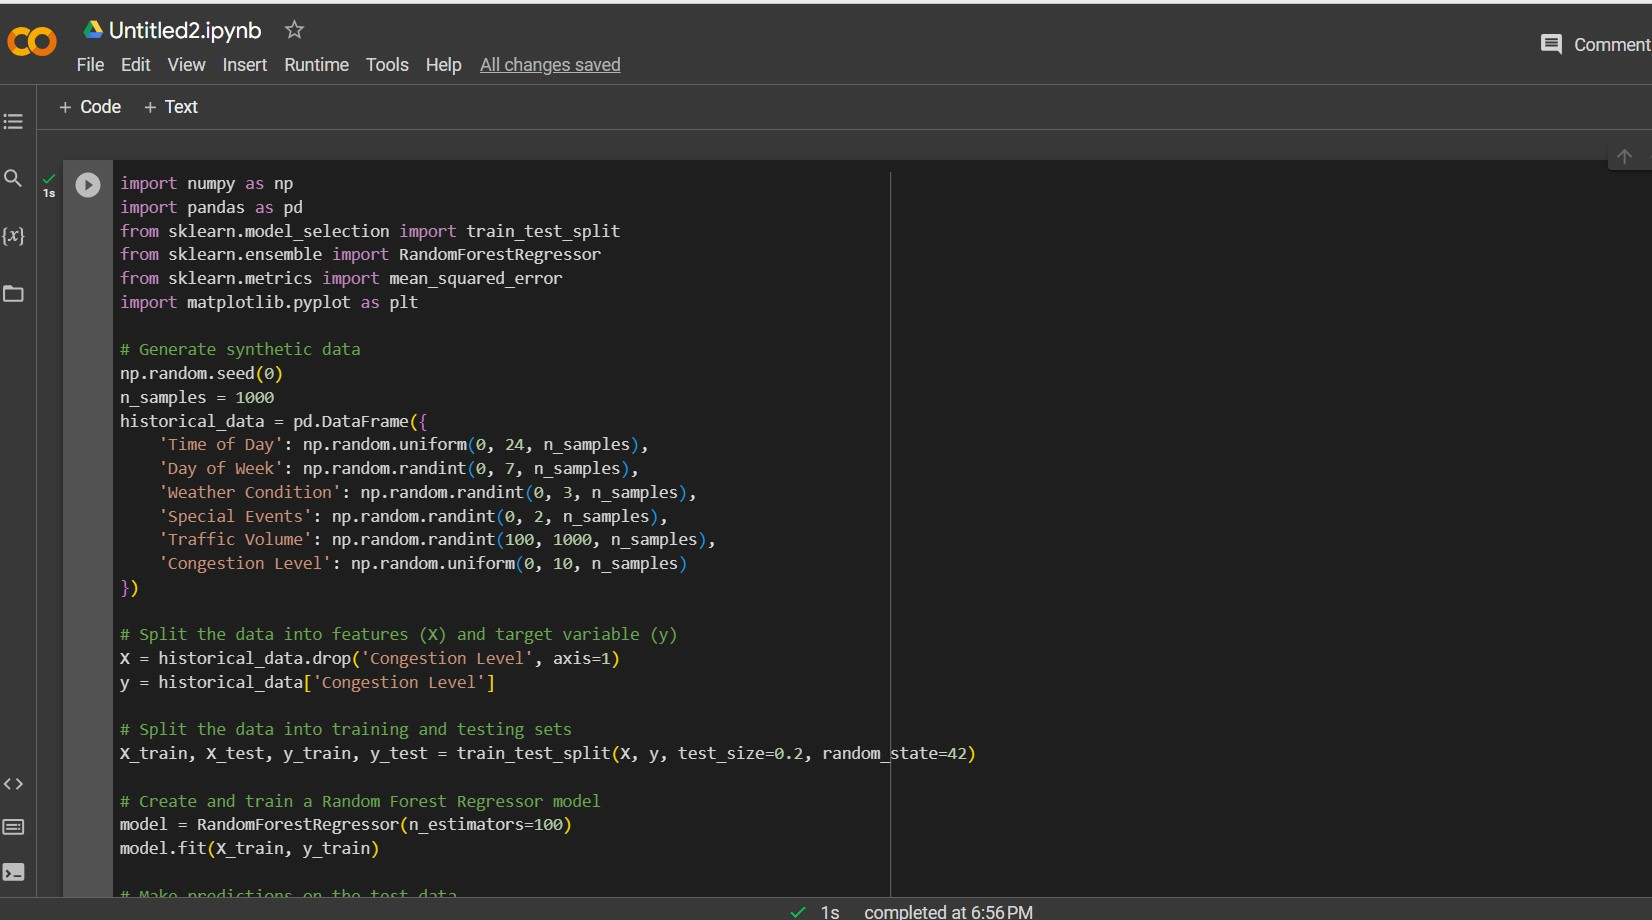 Untitled2.ipynb
Comment
File Edit View Insert Runtime Tools Help All changes saved
+ Code + Text
1s
{x}
import numpy as np
import pandas as pd
from sklearn.model_selection import train_test_split
from sklearn.ensemble import RandomForestRegressor
from sklearn.metrics import mean_squared_error
import matplotlib.pyplot as plt
# Generate synthetic data
np.random.seed(0)
n_samples = 1000
historical_data = pd.DataFrame({
    'Time of Day': np.random.uniform(0, 24, n_samples),
    'Day of Week': np.random.randint(0, 7, n_samples),
    'Weather Condition': np.random.randint(0, 3, n_samples),
    'Special Events': np.random.randint(0, 2, n_samples),
    'Traffic Volume': np.random.randint(100, 1000, n_samples),
    'Congestion Level': np.random.uniform(0, 10, n_samples)
})
# Split the data into features (X) and target variable (y)
X = historical_data.drop('Congestion Level', axis=1)
y = historical_data['Congestion Level']
# Split the data into training and testing sets
X_train, X_test, y_train, y_test = train_test_split(X, y, test_size=0.2, random_state=42)
# Create and train a Random Forest Regressor model
model = RandomForestRegressor(n_estimators=100)
model.fit(X_train, y_train)
# Make predictions on the test data
1s completed at 6:56 PM